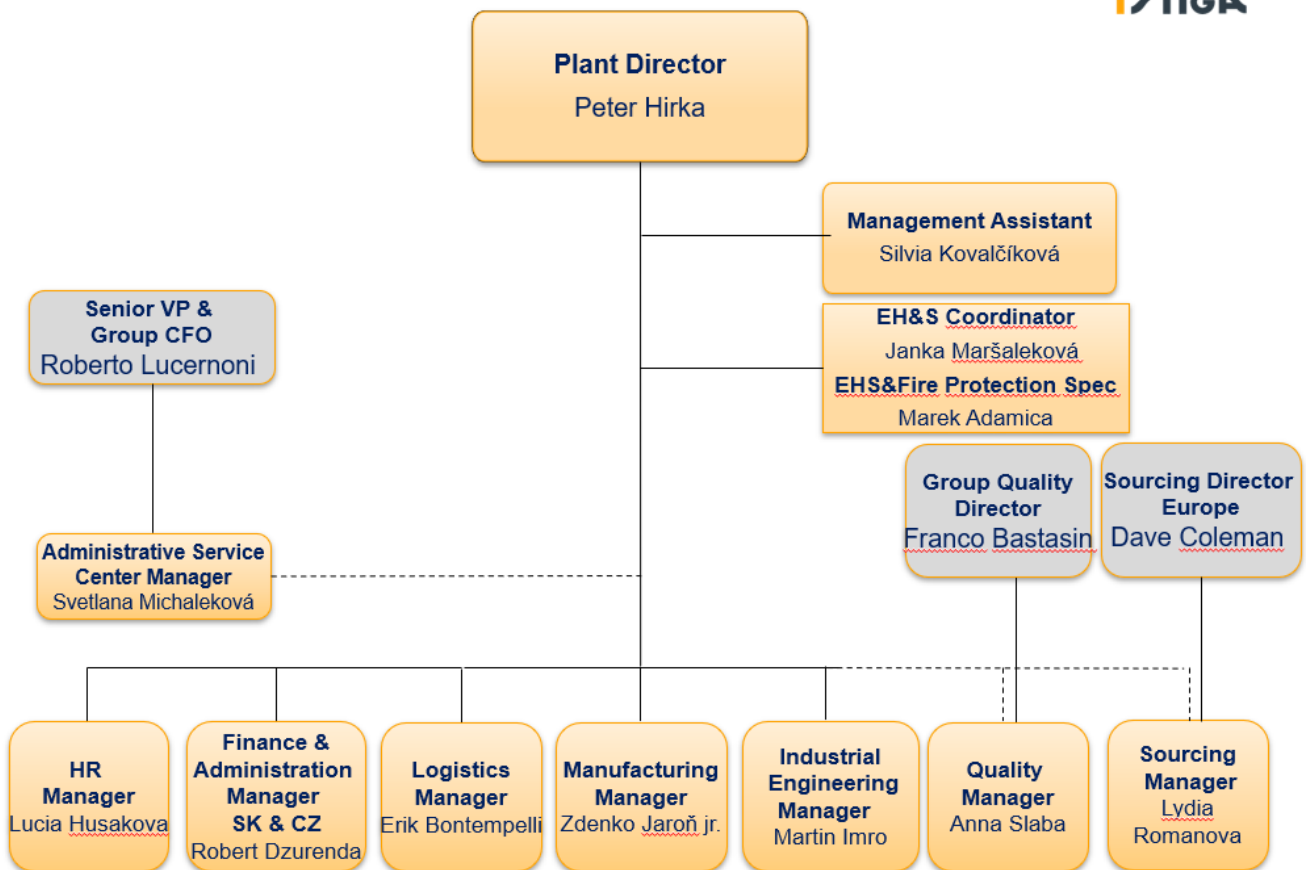 Plant Director
Peter Hirka
Management Assistant
Silvia Kovalčíková
Senior VP &
Group CFO
Roberto Lucernoni
EH&S Coordinator
Janka Maršaleková
EHS&Fire Protection Spec
Marek Adamica
Group Quality
Director
Franco Bastasin
Sourcing Director
Europe
Dave Coleman
Administrative Service
Center Manager
Svetlana Michaleková
HR
Manager
Lucia Husakova
Finance &
Administration
Manager
SK & CZ
Robert Dzurenda
Logistics
Manager
Erik Bontempelli
Manufacturing
Manager
Zdenko Jaroň jr.
Industrial
Engineering
Manager
Martin Imro
Quality
Manager
Anna Slaba
Sourcing
Manager
Lydia
Romanova